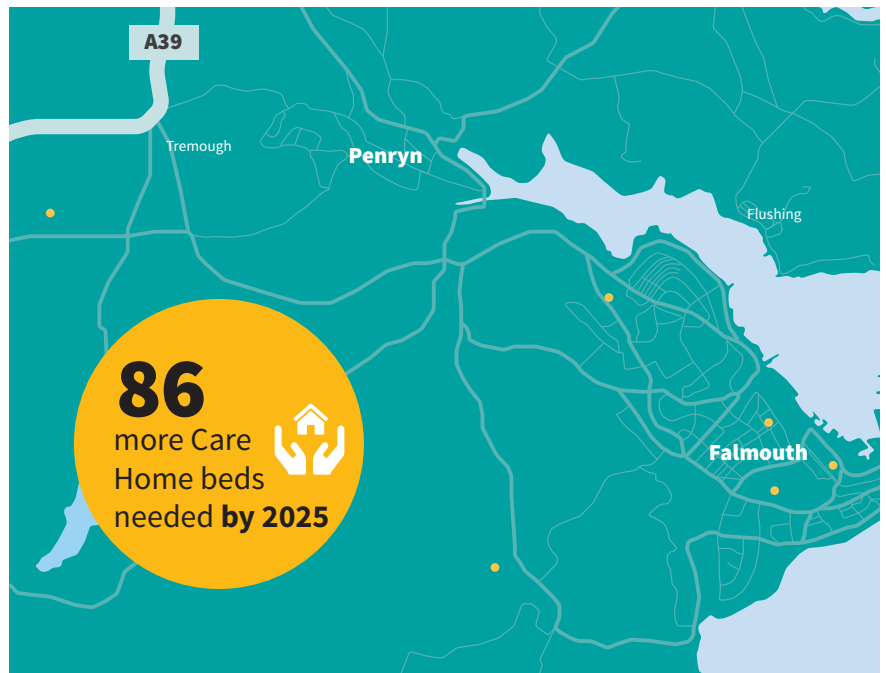 A39
Tremough
Penryn
Flushing
86
more Care
Home beds
needed by 2025
Falmouth